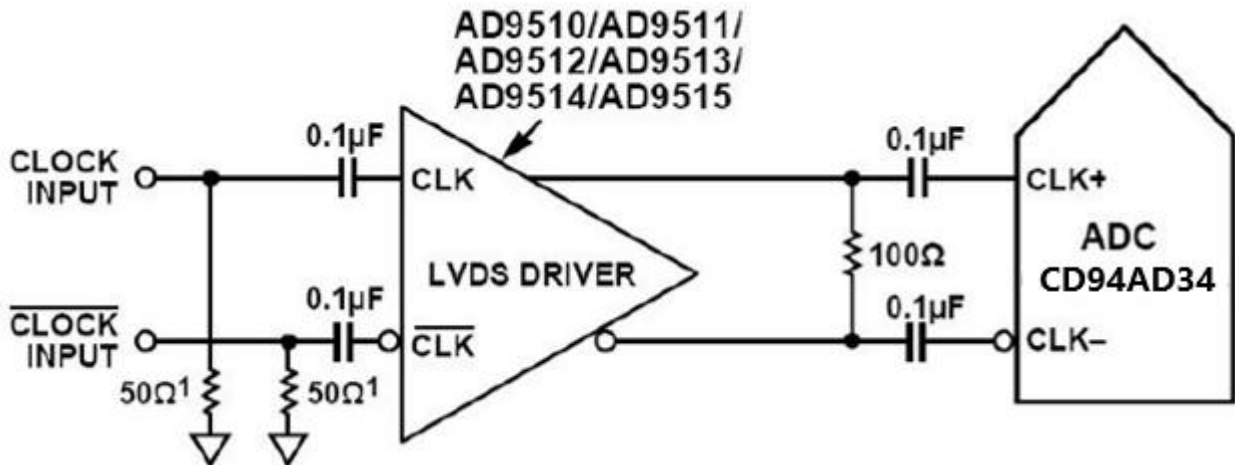 AD9510/AD9511/
AD9512/AD9513/
AD9514/AD9515
0.1µF
0.1µF
CLOCK
INPUT
CLK
CLK+
ADC
CD94AD34
LVDS DRIVER
100Ω
0.1µF
0.1µF
CLOCK
INPUT
CLK
CLK–
50Ω¹
50Ω¹